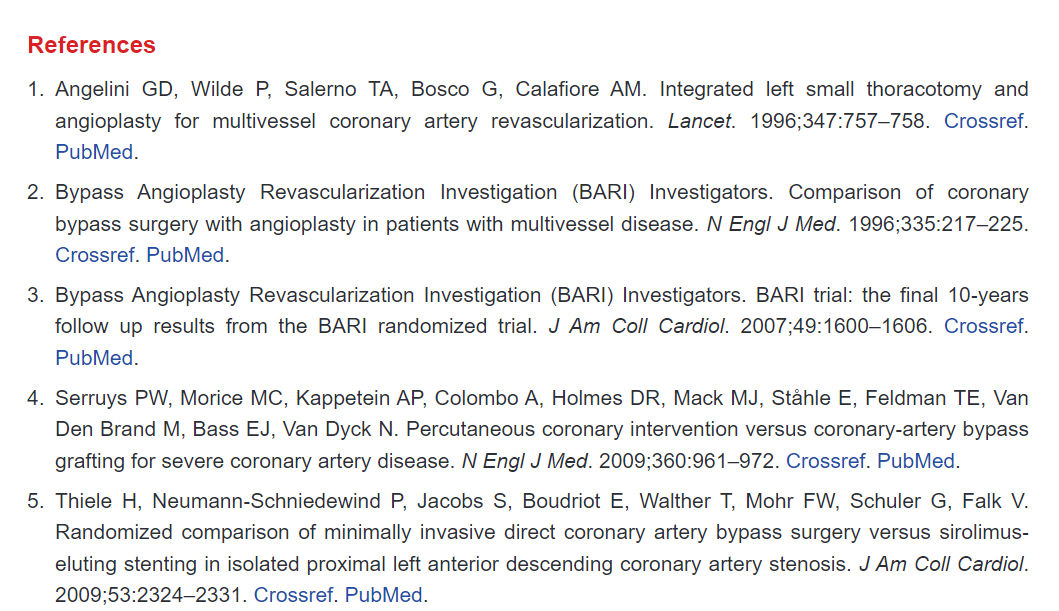 References
1. Angelini GD, Wilde P, Salerno TA, Bosco G, Calafiore AM. Integrated left small thoracotomy and
angioplasty for multivessel coronary artery revascularization. Lancet. 1996;347:757–758. Crossref.
PubMed.
2. Bypass Angioplasty Revascularization Investigation (BARI) Investigators. Comparison of coronary
bypass surgery with angioplasty in patients with multivessel disease. N Engl J Med. 1996;335:217–225.
Crossref. PubMed.
3. Bypass Angioplasty Revascularization Investigation (BARI) Investigators. BARI trial: the final 10-years
follow up results from the BARI randomized trial. J Am Coll Cardiol. 2007;49:1600–1606. Crossref.
PubMed.
4. Serruys PW, Morice MC, Kappetein AP, Colombo A, Holmes DR, Mack MJ, Ståhle E, Feldman TE, Van
Den Brand M, Bass EJ, Van Dyck N. Percutaneous coronary intervention versus coronary-artery bypass
grafting for severe coronary artery disease. N Engl J Med. 2009;360:961–972. Crossref. PubMed.
5. Thiele H, Neumann-Schniedewind P, Jacobs S, Boudriot E, Walther T, Mohr FW, Schuler G, Falk V.
Randomized comparison of minimally invasive direct coronary artery bypass surgery versus sirolimus-
eluting stenting in isolated proximal left anterior descending coronary artery stenosis. J Am Coll Cardiol.
2009;53:2324–2331. Crossref. PubMed.